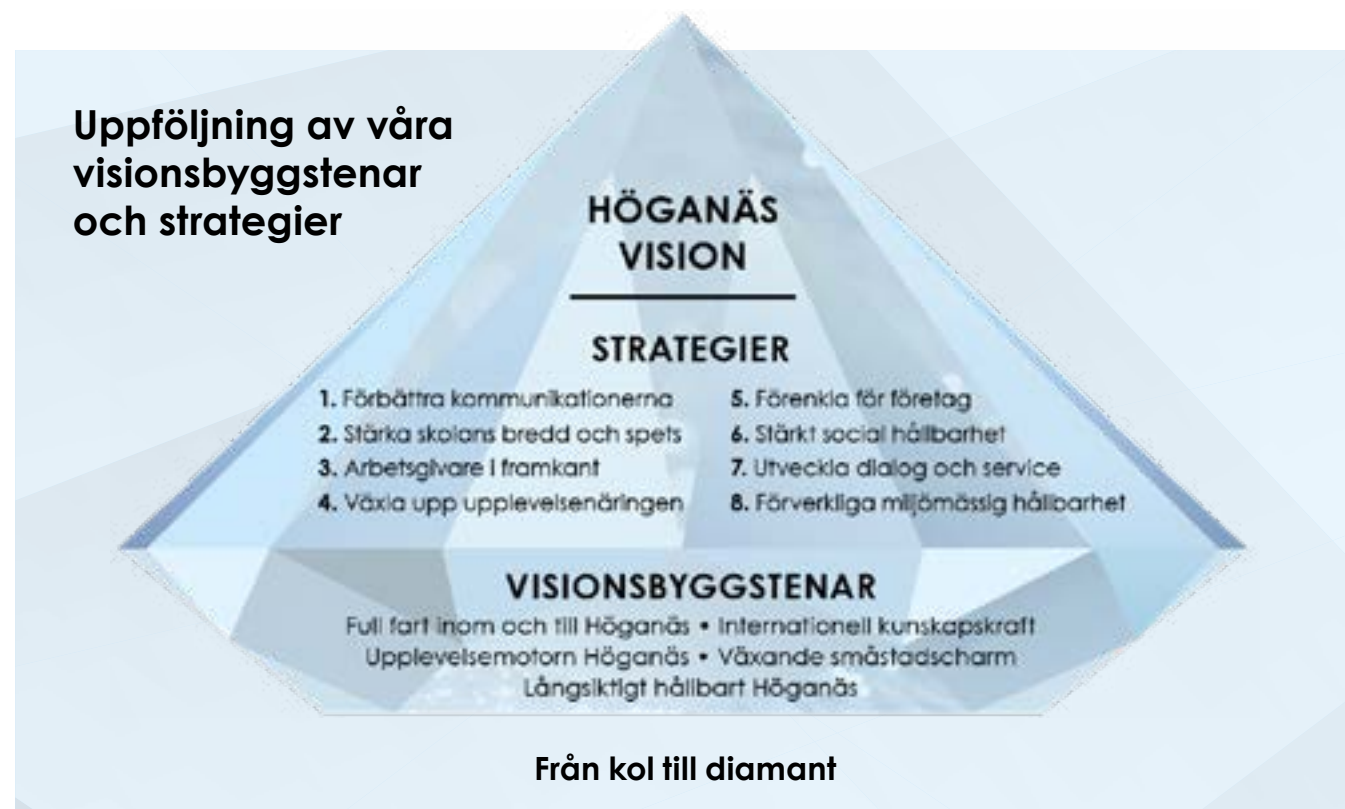 Uppföljning av våra
visionsbyggstenar
och strategier
HÖGANÄS
VISION
STRATEGIER
1. Förbättra kommunikationerna
2. Stärka skolans bredd och spets
3. Arbetsgivare i framkant
4. Växla upp upplevelsenäringen
5. Förenkla för företag
6. Stärkt social hållbarhet
7. Utveckla dialog och service
8. Förverkliga miljömässig hållbarhet
VISIONSBYGGSTENAR
Full fart inom och till Höganäs • Internationell kunskapskraft
Upplevelsemotorn Höganäs • Växande småstadscharm
Långsiktigt hållbart Höganäs
Från kol till diamant